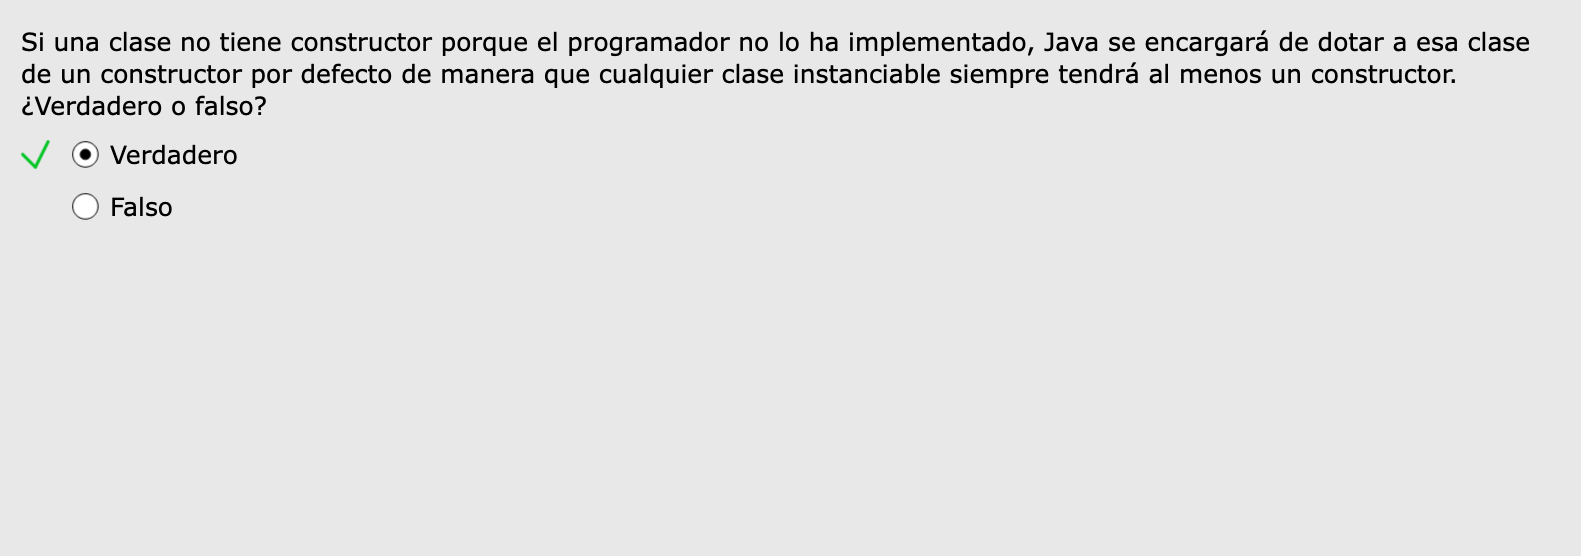 Si una clase no tiene constructor porque el programador no lo ha implementado, Java se encargará de dotar a esa clase
de un constructor por defecto de manera que cualquier clase instanciable siempre tendrá al menos un constructor.
¿Verdadero o falso?
Verdadero
Falso